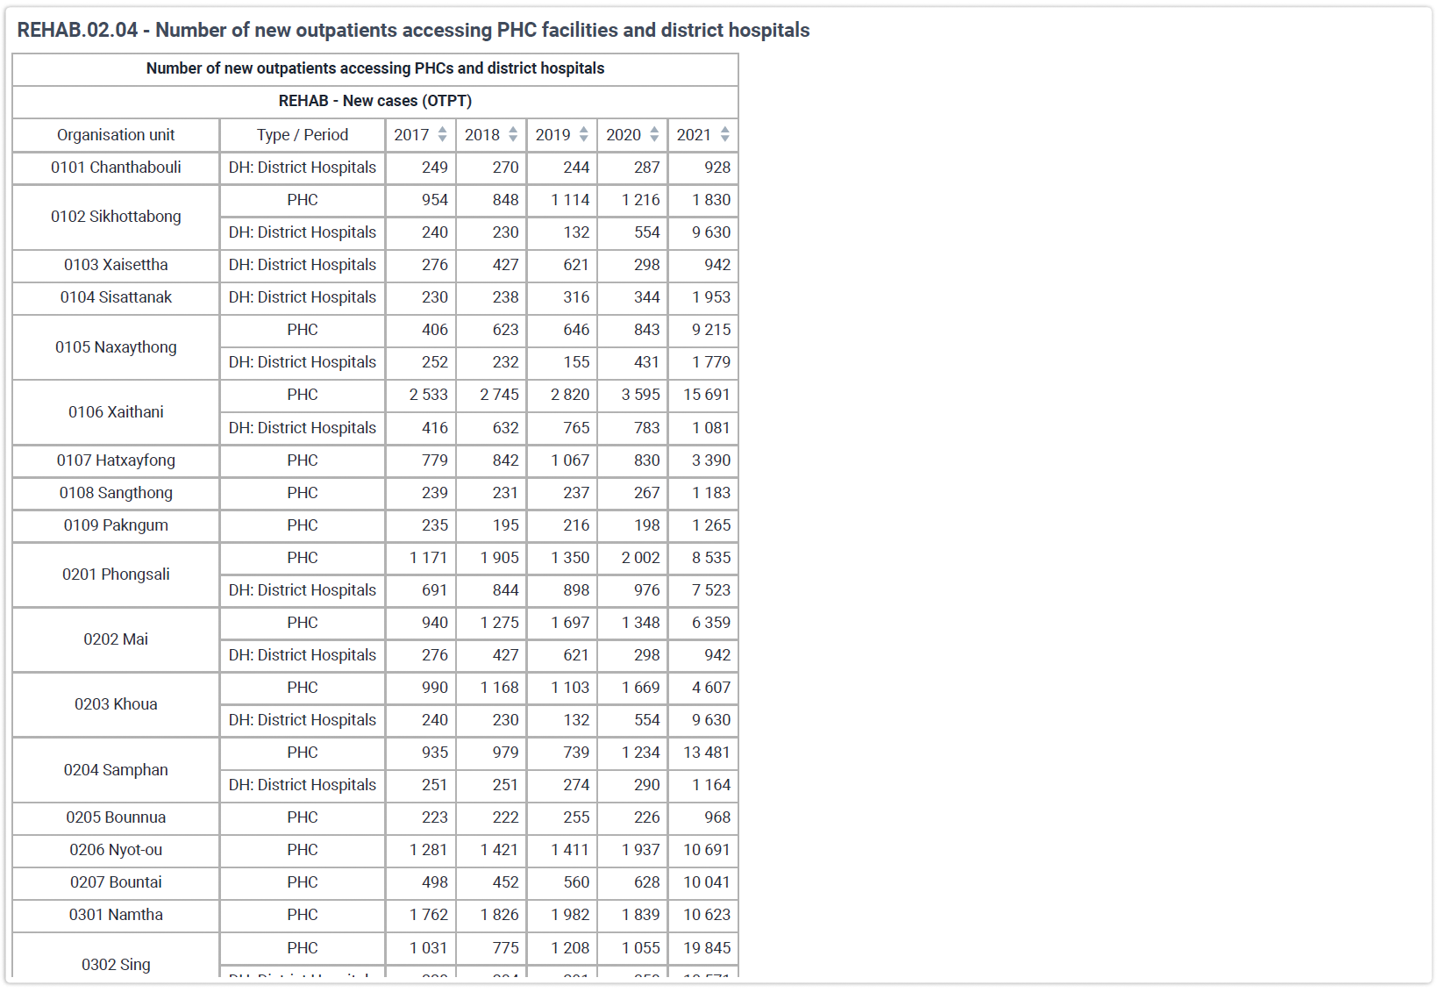 REHAB.02.04 - Number of new outpatients accessing PHC facilities and district hospitals
Number of new outpatients accessing PHCs and district hospitals
REHAB - New cases (OTPT)
Organisation unit Type / Period 2017 2018 2019 2020 2021
0101 Chanthabouli DH: District Hospitals 249 270 244 287 928
0102 Sikhottabong PHC 954 848 1 114 1 216 1 830
DH: District Hospitals 240 230 132 554 9 630
0103 Xaisettha DH: District Hospitals 276 427 621 298 942
0104 Sisattanak DH: District Hospitals 230 238 316 344 1 953
0105 Naxaythong PHC 406 623 646 843 9 215
DH: District Hospitals 252 232 155 431 1 779
0106 Xaithani PHC 2 533 2 745 2 820 3 595 15 691
DH: District Hospitals 416 632 765 783 1 081
0107 Hatxayfong PHC 779 842 1 067 830 3 390
0108 Sangthong PHC 239 231 237 267 1 183
0109 Pakngum PHC 235 195 216 198 1 265
0201 Phongsali PHC 1 171 1 905 1 350 2 002 8 535
DH: District Hospitals 691 844 898 976 7 523
0202 Mai PHC 940 1 275 1 697 1 348 6 359
DH: District Hospitals 276 427 621 298 942
0203 Khoua PHC 990 1 168 1 103 1 669 4 607
DH: District Hospitals 240 230 132 554 9 630
0204 Samphan PHC 935 979 739 1 234 13 481
DH: District Hospitals 251 251 274 290 1 164
0205 Bounnua PHC 223 222 255 226 968
0206 Nyot-ou PHC 1 281 1 421 1 411 1 937 10 691
0207 Bountai PHC 498 452 560 628 10 041
0301 Namtha PHC 1 762 1 826 1 982 1 839 10 623
0302 Sing PHC 1 031 775 1 208 1 055 19 845